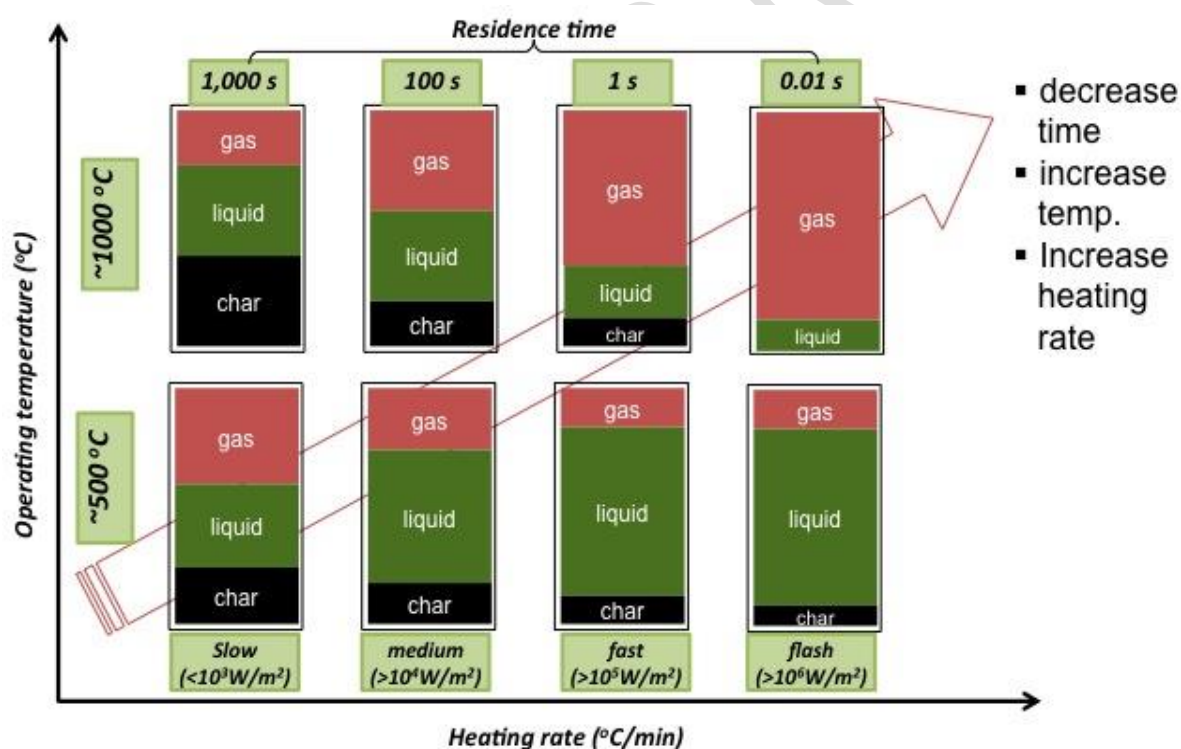 Residence time
1,000 s
100 s
1 s
0.01 s
▪ decrease
time
▪ increase
temp.
▪ Increase
heating
rate
Operating temperature (°C)
~1000°C
gas
liquid
char
gas
liquid
char
gas
liquid
char
gas
liquid
~500°C
gas
liquid
char
gas
liquid
char
gas
liquid
char
gas
liquid
char
Slow
(<10³W/m²)
medium
(>10⁴W/m²)
fast
(>10⁵W/m²)
flash
(>10⁶W/m²)
Heating rate (°C/min)